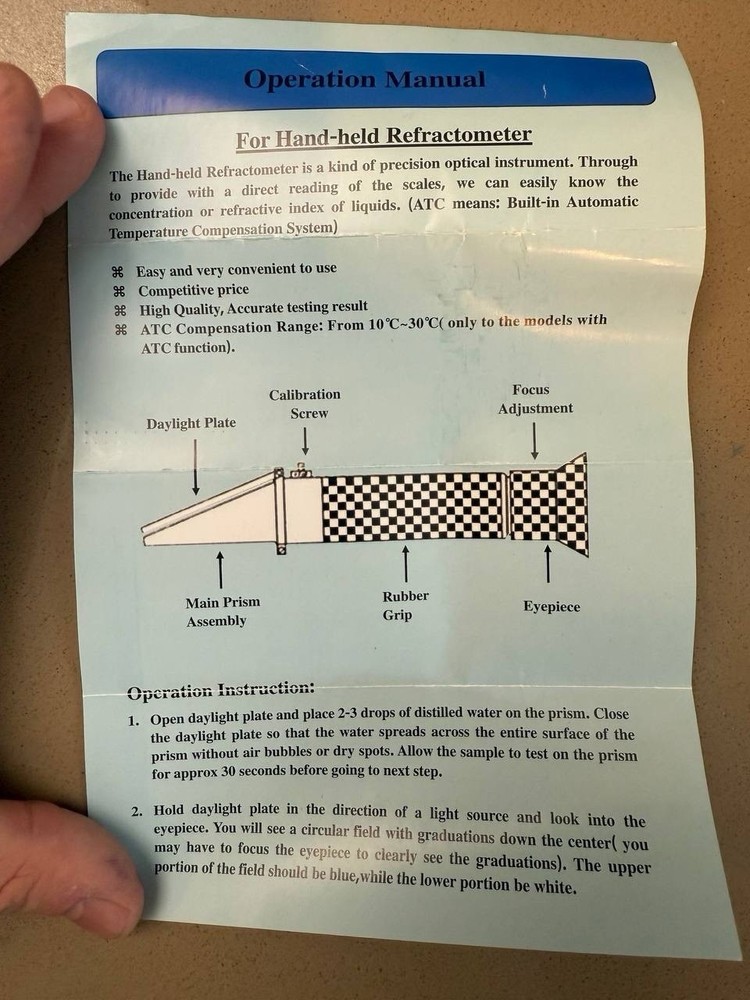 Operation Manual
For Hand-held Refractometer
The Hand-held Refractometer is a kind of precision optical instrument. Through
to provide with a direct reading of the scales, we can easily know the
concentration or refractive index of liquids. (ATC means: Built-in Automatic
Temperature Compensation System)
⌘ Easy and very convenient to use
⌘ Competitive price
⌘ High Quality, Accurate testing result
⌘ ATC Compensation Range: From 10℃~30℃( only to the models with
ATC function).
Calibration
Screw
Focus
Adjustment
Daylight Plate
Main Prism
Assembly
Rubber
Grip
Eyepiece
Operation Instruction:
1. Open daylight plate and place 2-3 drops of distilled water on the prism. Close
the daylight plate so that the water spreads across the entire surface of the
prism without air bubbles or dry spots. Allow the sample to test on the prism
for approx 30 seconds before going to next step.
2. Hold daylight plate in the direction of a light source and look into the
eyepiece. You will see a circular field with graduations down the center( you
may have to focus the eyepiece to clearly see the graduations). The upper
portion of the field should be blue,while the lower portion be white.